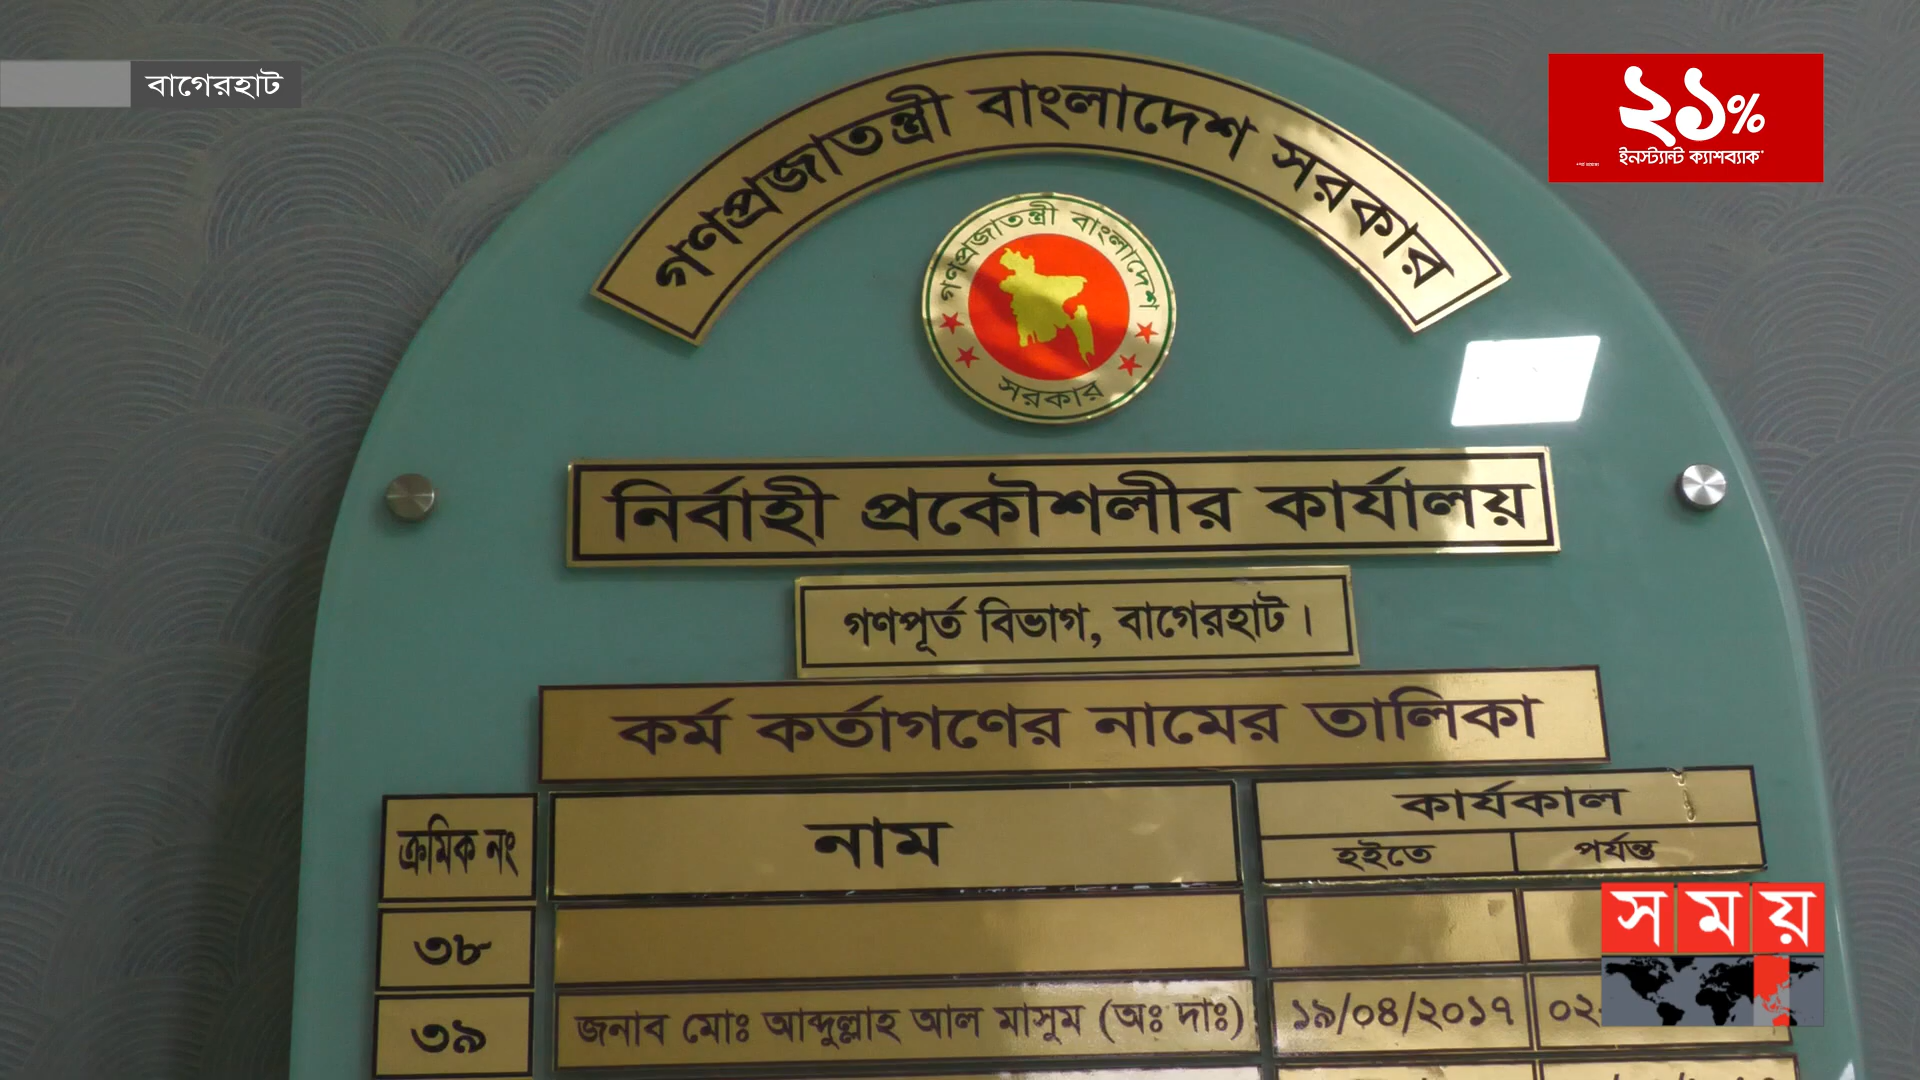 বাগেরহাট
২১%
ইনস্ট্যান্ট ক্যাশব্যাক*
গণপ্রজাতন্ত্রী বাংলাদেশ সরকার
গণপ্রজাতন্ত্রী বাংলাদেশ
সরকার
নির্বাহী প্রকৌশলীর কার্যালয়
গণপূর্ত বিভাগ, বাগেরহাট।
কর্ম কর্তাগণের নামের তালিকা
ক্রমিক নং নাম কার্যকাল
হইতে পর্যন্ত
৩৮
৩৯ জনাব মোঃ আব্দুল্লাহ আল মাসুম (অঃ দাঃ) ১৯/০৪/২০১৭ ০২
সময়